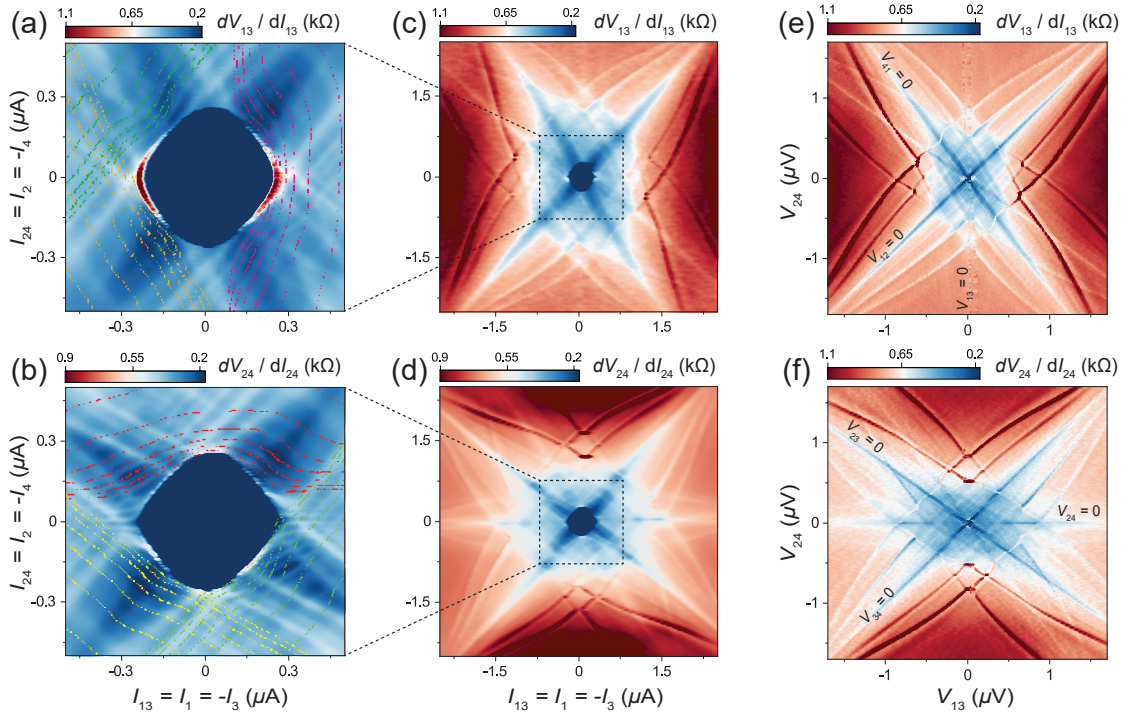 (a)
1.1 0.65 0.2
dV13 / dI13 (kΩ)
I24 = I2 = -I4 (µA)
0.3
0
-0.3
-0.3 0 0.3
(c)
1.1 0.65 0.2
dV13 / dI13 (kΩ)
1.5
0
-1.5
-1.5 0 1.5
(e)
1.1 0.65 0.2
dV13 / dI13 (kΩ)
V24 (µV)
1
0
-1
-1 0 1
V41 = 0
V12 = 0
V13 = 0
(b)
0.9 0.55 0.2
dV24 / dI24 (kΩ)
I24 = I2 = -I4 (µA)
0.3
0
-0.3
-0.3 0 0.3
I13 = I1 = -I3 (µA)
(d)
0.9 0.55 0.2
dV24 / dI24 (kΩ)
1.5
0
-1.5
-1.5 0 1.5
I13 = I1 = -I3 (µA)
(f)
1.1 0.65 0.2
dV24 / dI24 (kΩ)
V24 (µV)
1
0
-1
-1 0 1
V23 = 0
V24 = 0
V34 = 0
V13 (µV)